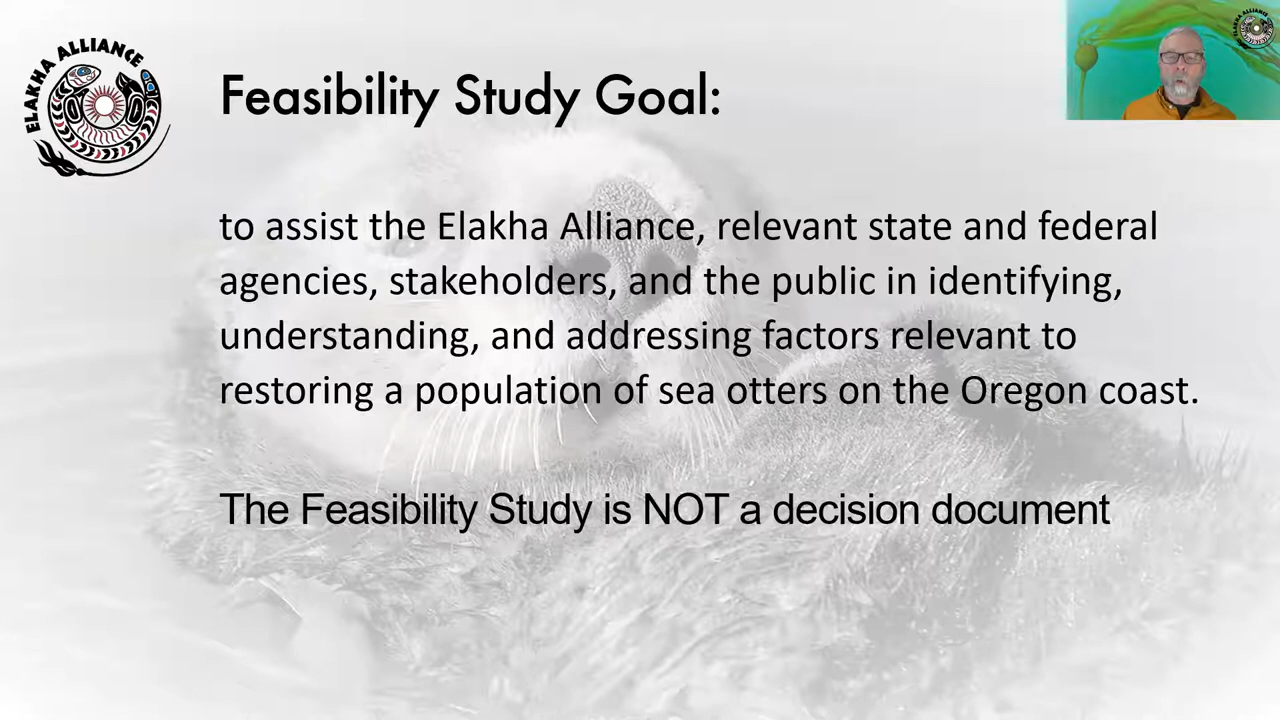 ELAKHA ALLIANCE
Feasibility Study Goal:
to assist the Elakha Alliance, relevant state and federal
agencies, stakeholders, and the public in identifying,
understanding, and addressing factors relevant to
restoring a population of sea otters on the Oregon coast.
The Feasibility Study is NOT a decision document